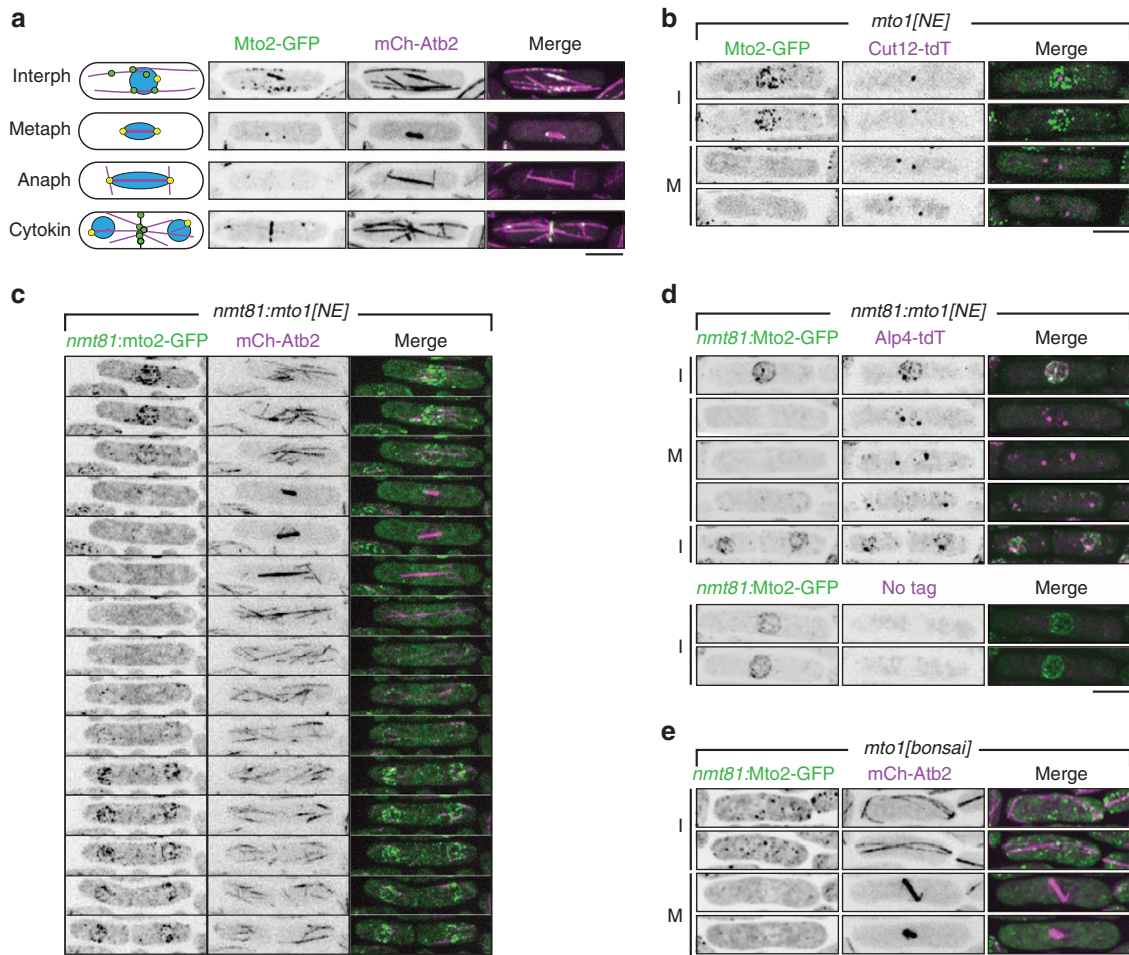 a
Mto2-GFP mCh-Atb2 Merge
Interph
Metaph
Anaph
Cytokin
b
mto1[NE]
Mto2-GFP Cut12-tdT Merge
I
M
c
nmt81:mto1[NE]
nmt81:mto2-GFP mCh-Atb2 Merge
d
nmt81:mto1[NE]
nmt81:Mto2-GFP Alp4-tdT Merge
I
M
I
nmt81:Mto2-GFP No tag Merge
I
e
mto1[bonsai]
nmt81:Mto2-GFP mCh-Atb2 Merge
I
M